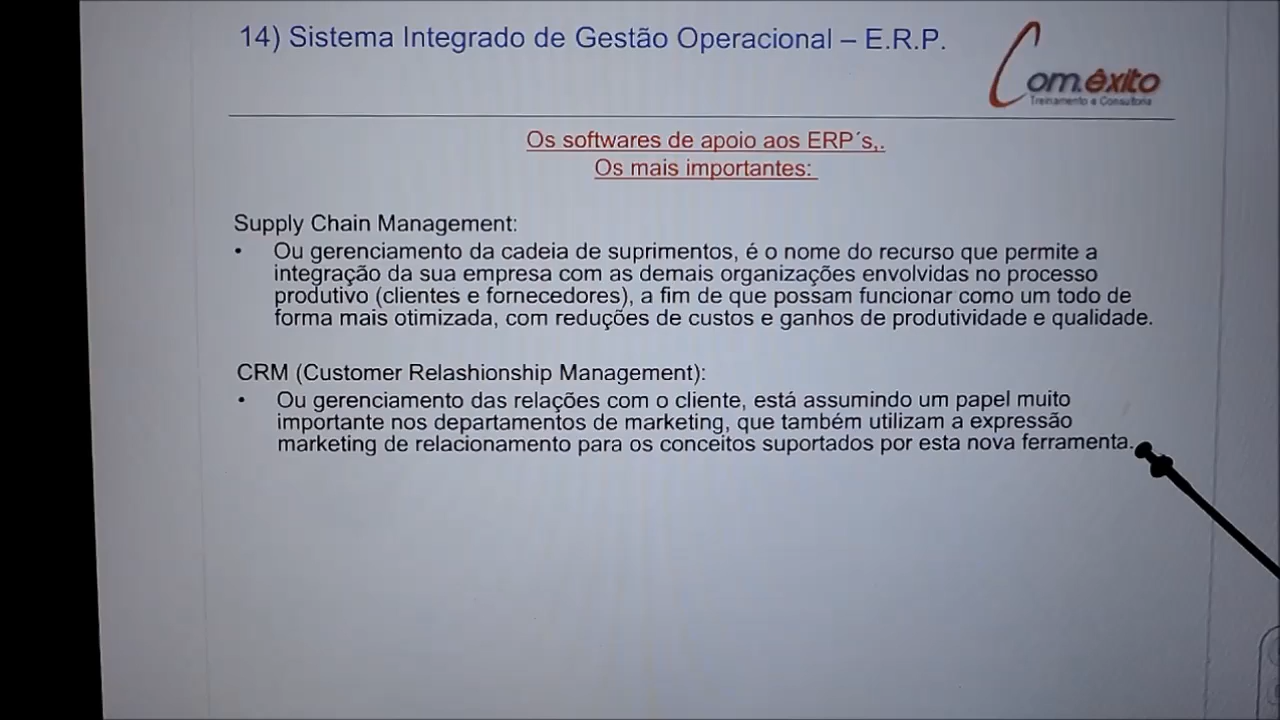 14) Sistema Integrado de Gestão Operacional – E.R.P.
Com.êxito
Treinamento e Consultoria
Os softwares de apoio aos ERP´s,.
Os mais importantes:
Supply Chain Management:
• Ou gerenciamento da cadeia de suprimentos, é o nome do recurso que permite a
integração da sua empresa com as demais organizações envolvidas no processo
produtivo (clientes e fornecedores), a fim de que possam funcionar como um todo de
forma mais otimizada, com reduções de custos e ganhos de produtividade e qualidade.
CRM (Customer Relashionship Management):
• Ou gerenciamento das relações com o cliente, está assumindo um papel muito
importante nos departamentos de marketing, que também utilizam a expressão
marketing de relacionamento para os conceitos suportados por esta nova ferramenta.